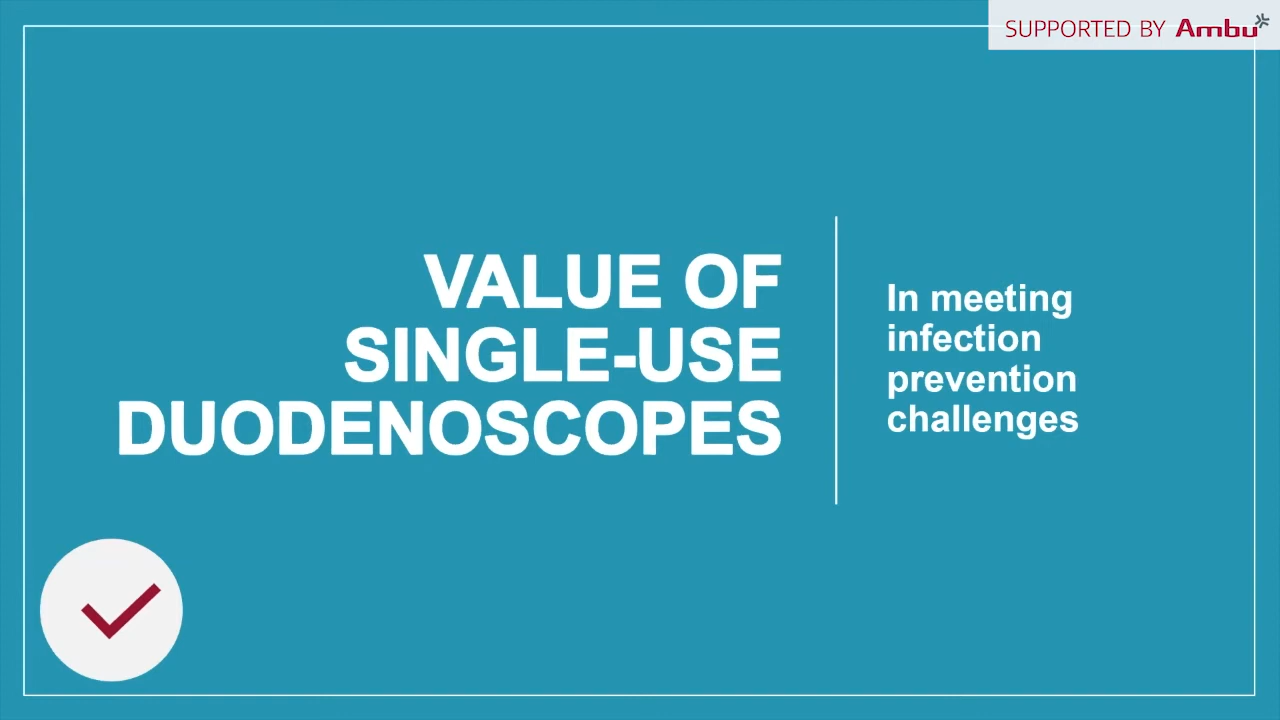 SUPPORTED BY Ambu
VALUE OF
SINGLE-USE
DUODENOSCOPES
In meeting
infection
prevention
challenges